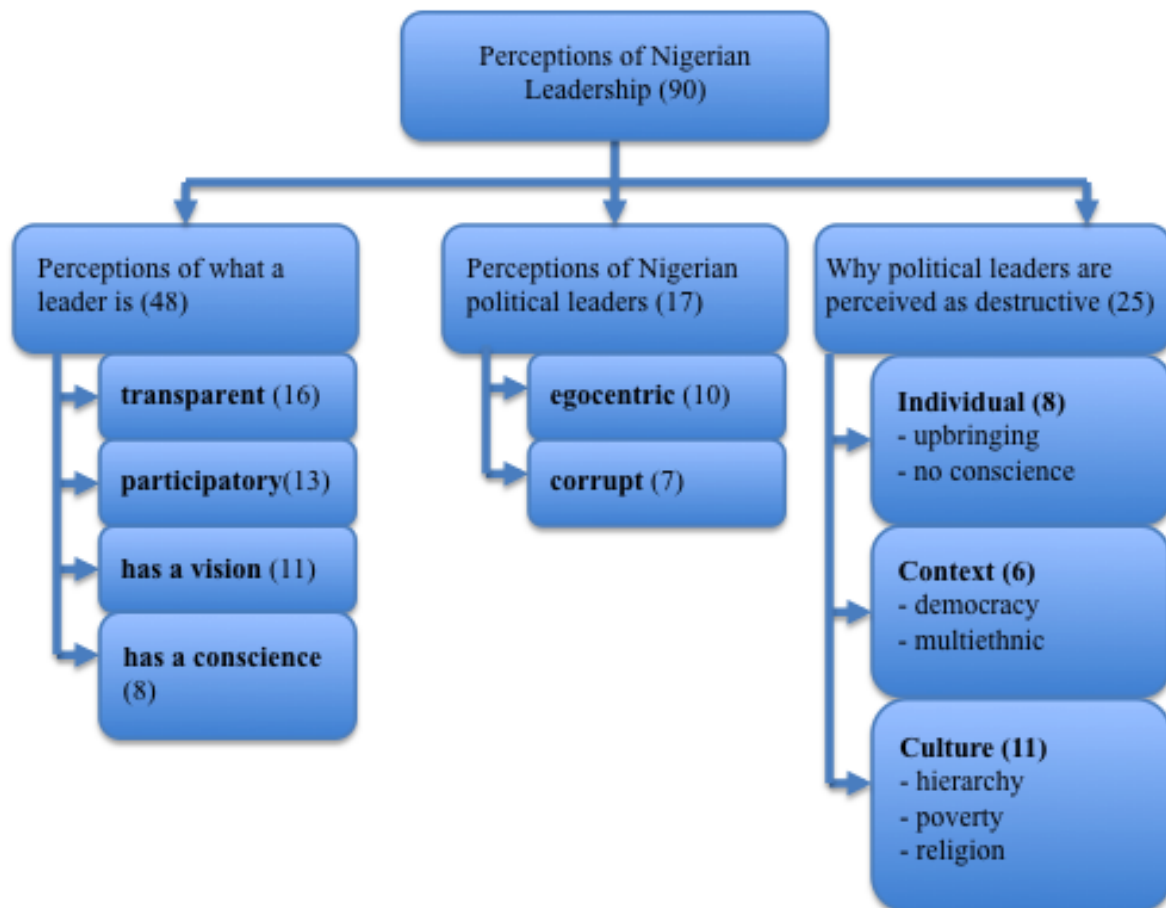 Perceptions of Nigerian
Leadership (90)
Perceptions of what a
leader is (48)
transparent (16)
participatory(13)
has a vision (11)
has a conscience
(8)
Perceptions of Nigerian
political leaders (17)
egocentric (10)
corrupt (7)
Why political leaders are
perceived as destructive (25)
Individual (8)
- upbringing
- no conscience
Context (6)
- democracy
- multiethnic
Culture (11)
- hierarchy
- poverty
- religion